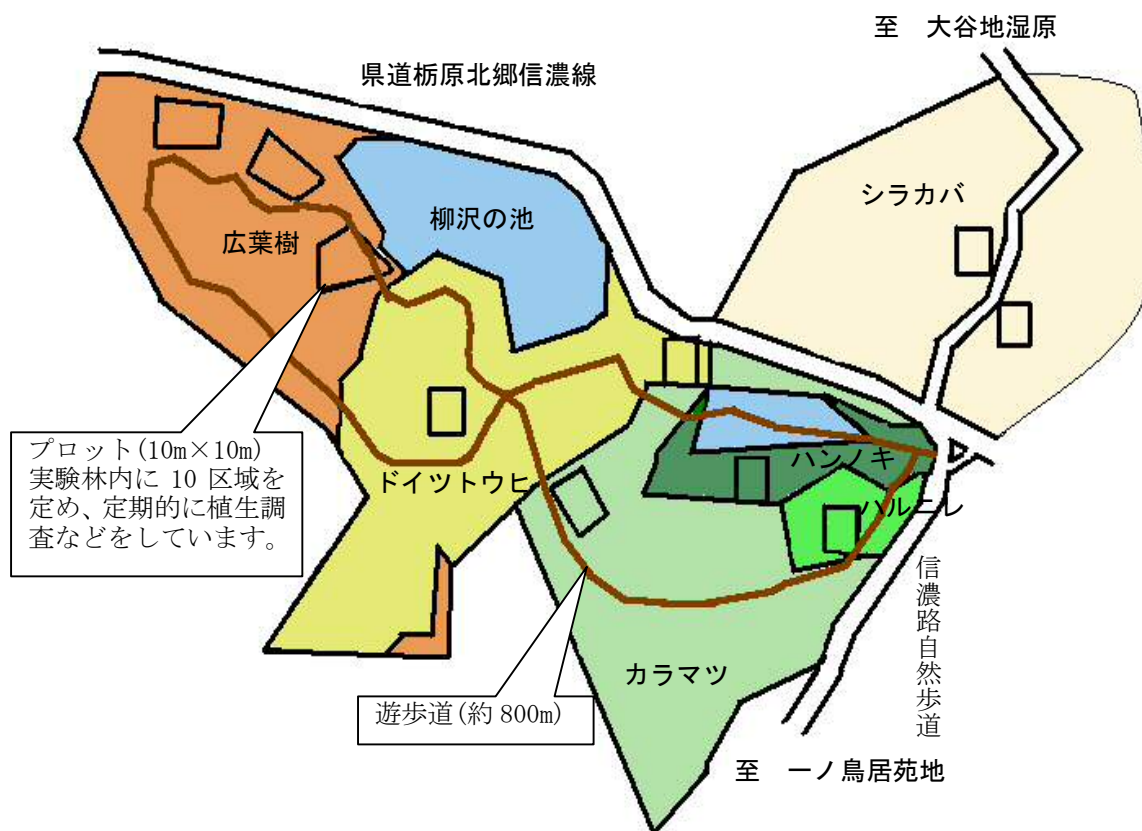 至　大谷地湿原
県道栃原北郷信濃線
シラカバ
柳沢の池
広葉樹
プロット(10m×10m)
実験林内に 10 区域を
定め、定期的に植生調
査などをしています。
ハンノキ
ドイツトウヒ
ハルニレ
信濃路自然歩道
カラマツ
遊歩道(約 800m)
至　一ノ鳥居苑地